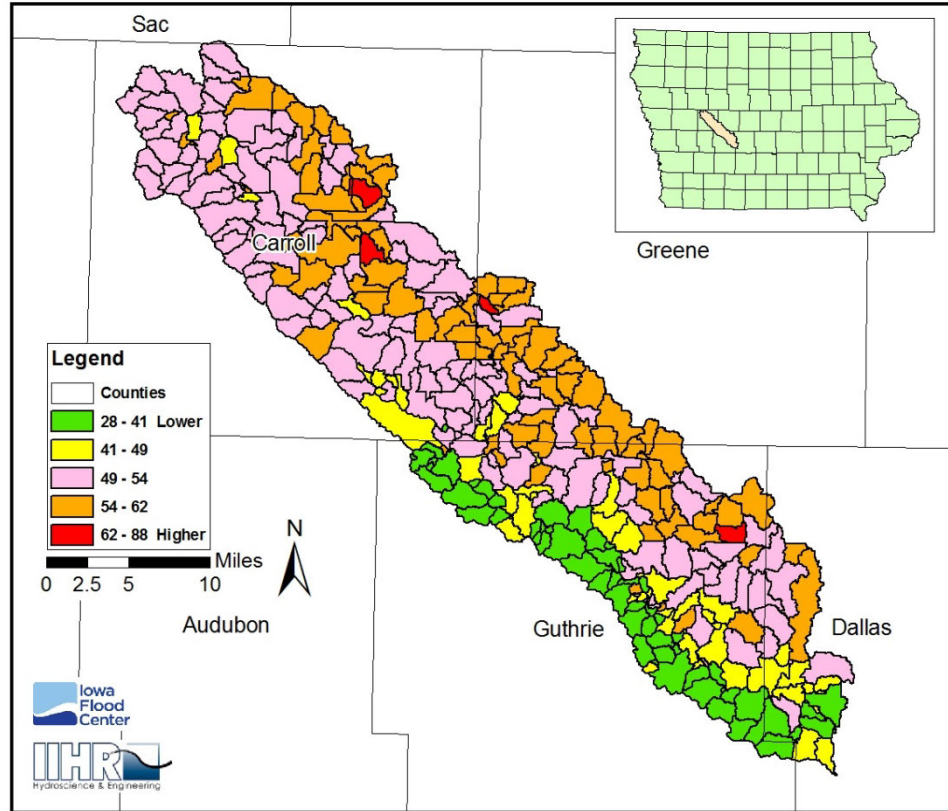 Sac
Carroll
Greene
Legend
Counties
28 - 41 Lower
41 - 49
49 - 54
54 - 62
62 - 88 Higher
Miles
0 2.5 5 10
N
Audubon
Guthrie
Dallas
Iowa
Flood
Center
IIHR
Hydroscience & Engineering